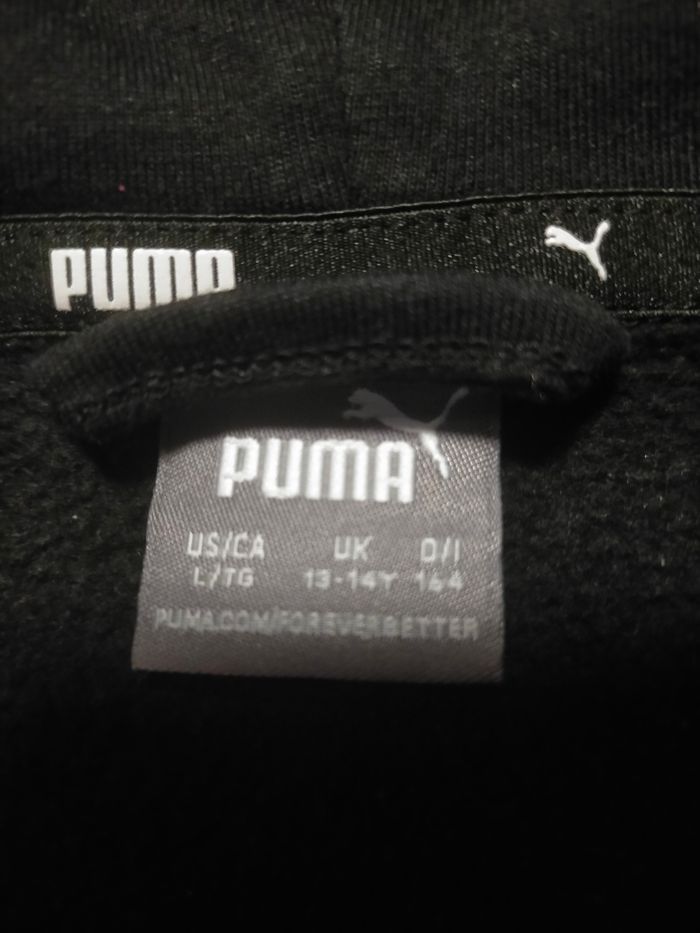 PUMA
PUMA
US/CA UK D/I
L/TG 13-14Y 164
PUMA.COM/FOREVERBETTER